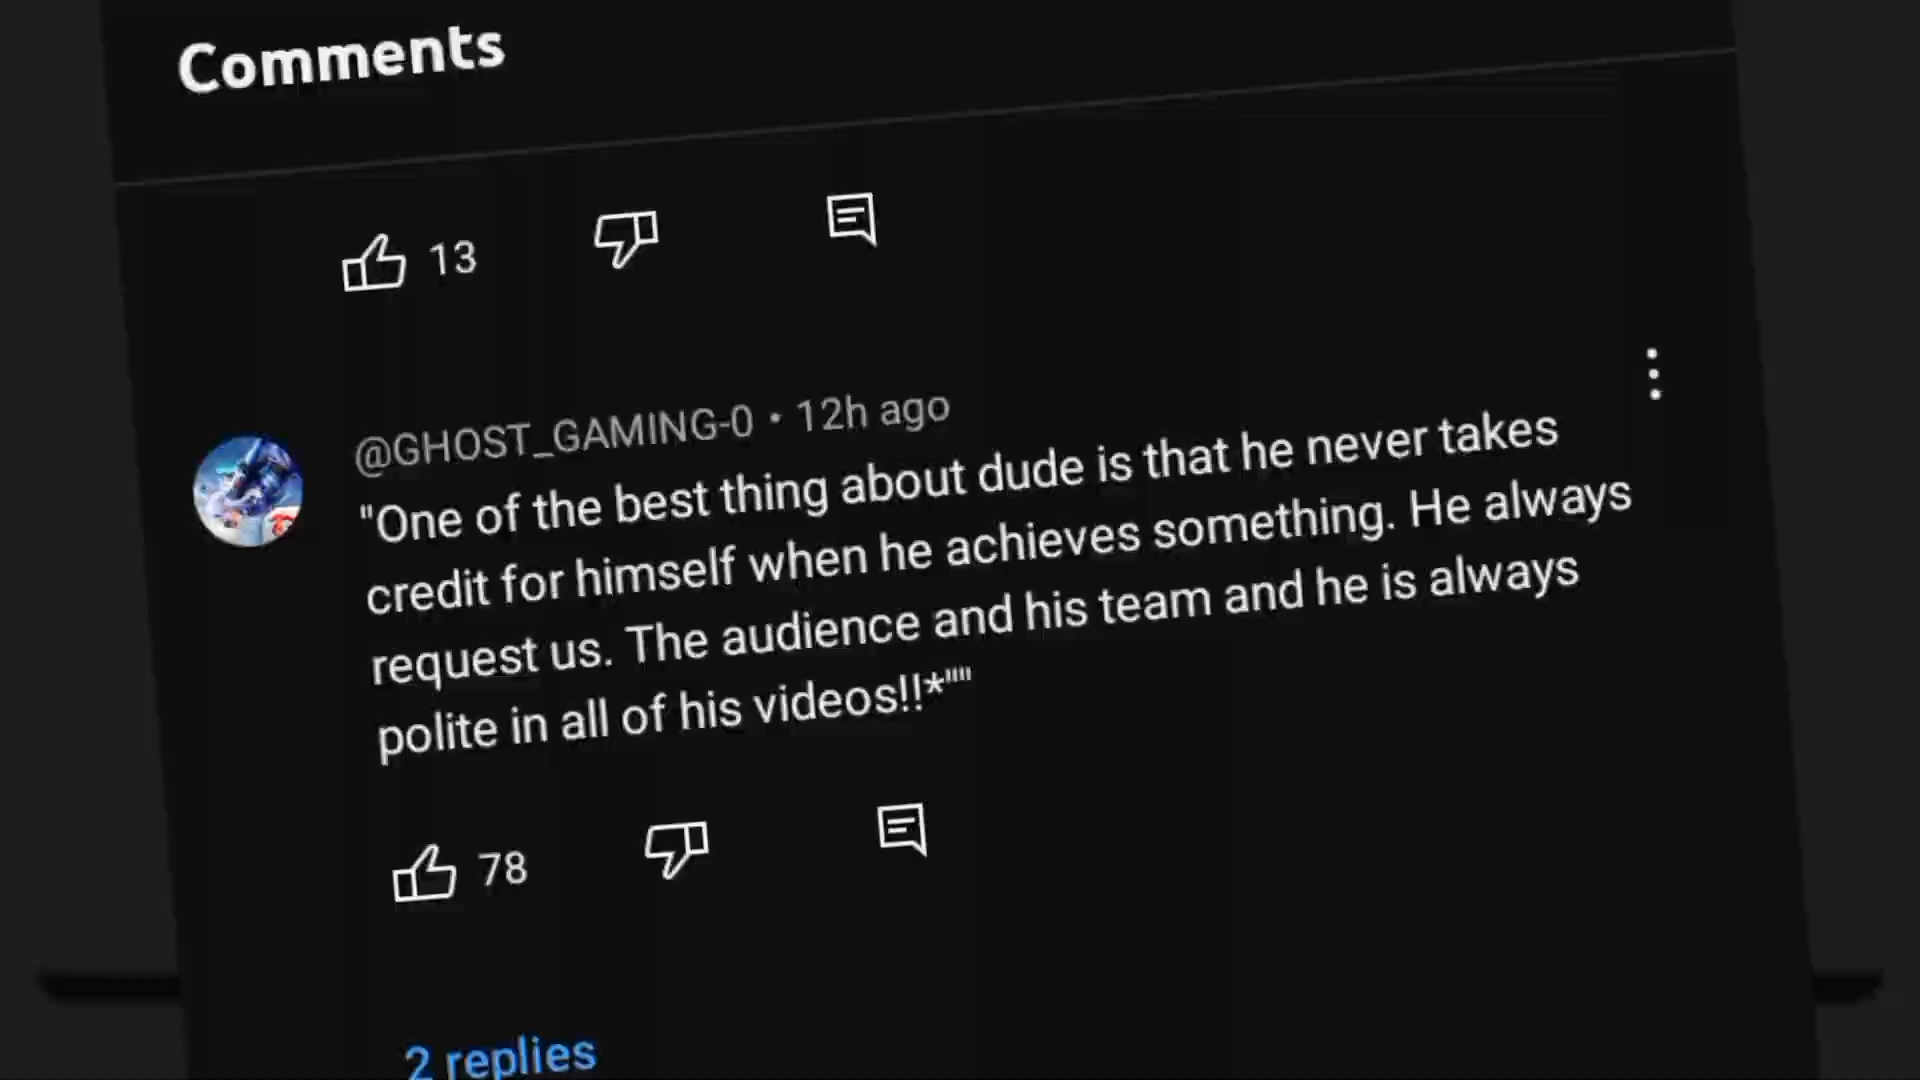 Comments
13
@GHOST_GAMING-0 • 12h ago
"One of the best thing about dude is that he never takes
credit for himself when he achieves something. He always
request us. The audience and his team and he is always
polite in all of his videos!!*""
78
2 replies